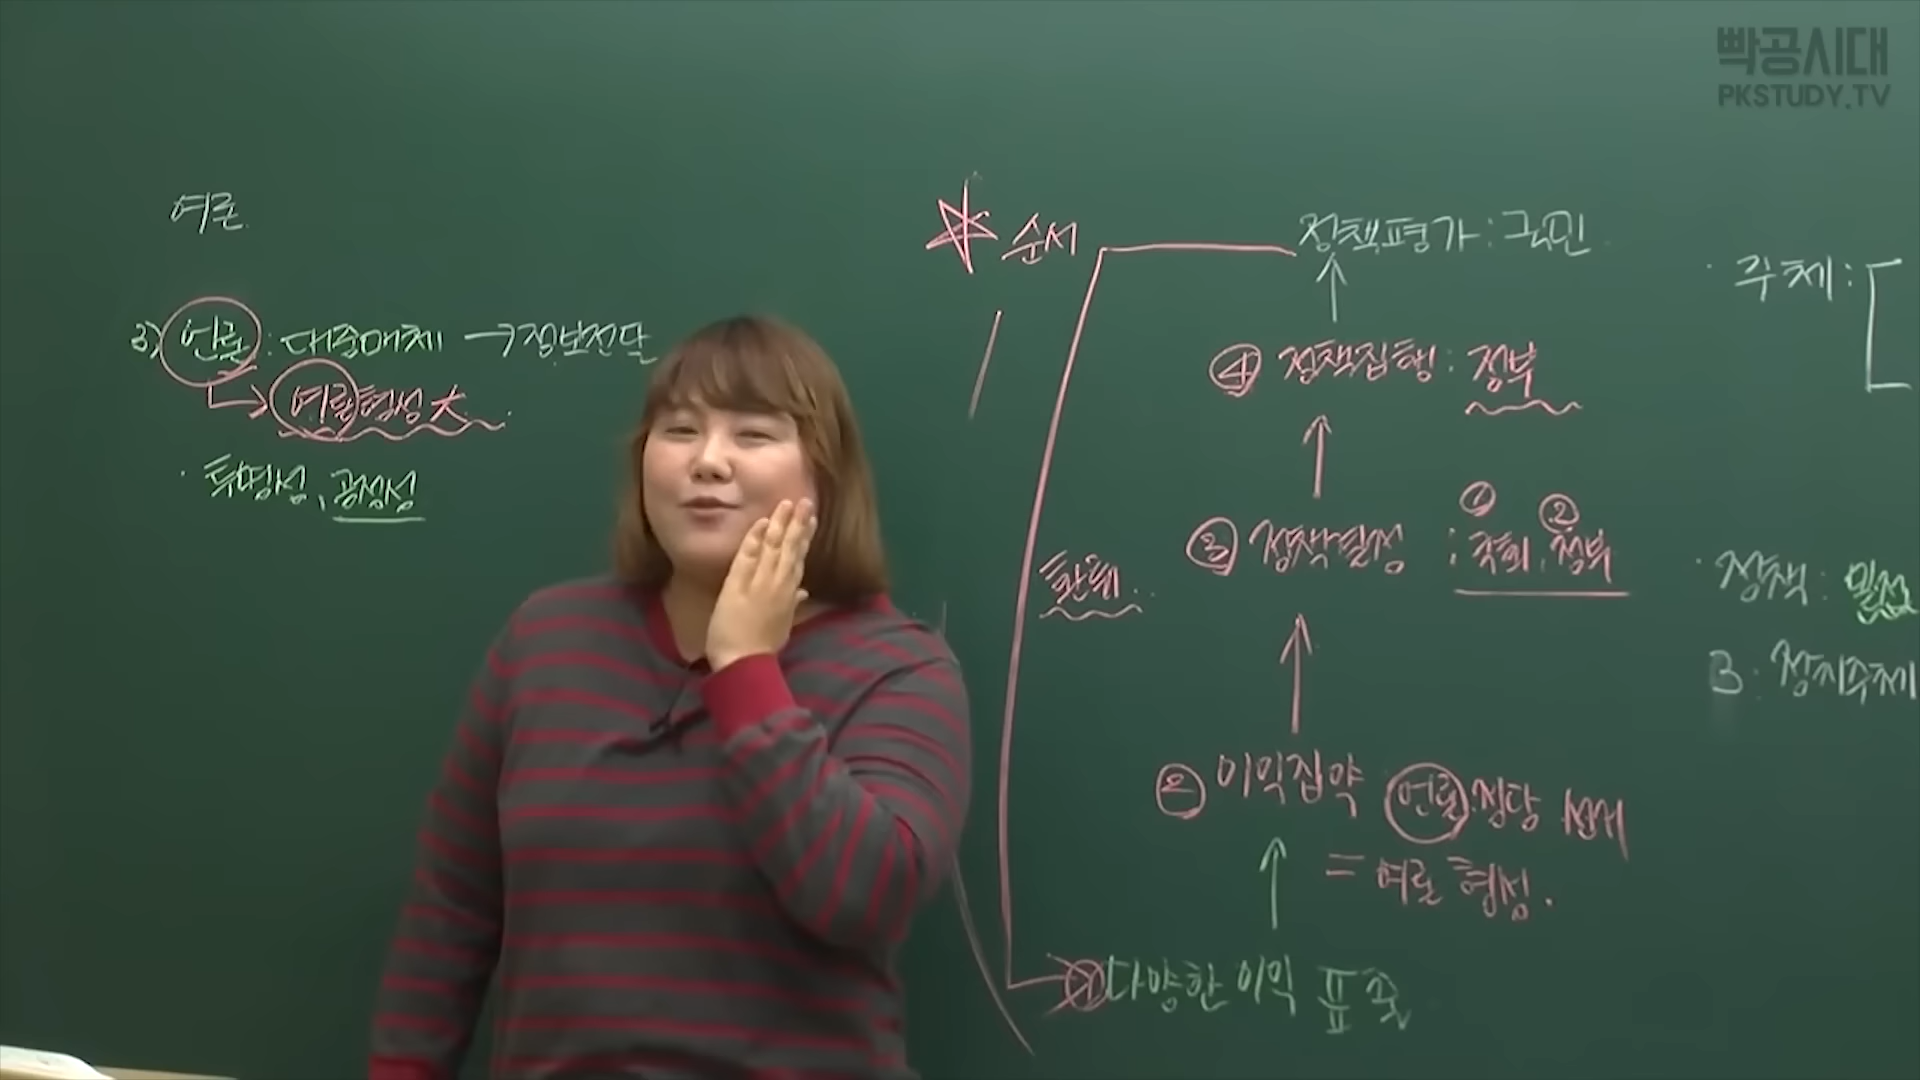 빡공시대
PKSTUDY.TV
여론
3) 언론 : 대중매체 → 정보전달
여론형성 大
· 투명성, 공정성
순서
정책평가 : 국민
④ 정책집행 : 정부
① ②
③ 정책결정 : 국회, 정부
환류
② 이익집약 언론, 정당 선서
= 여론 형성.
① 다양한 이익 표출
· 주체 :
· 정책 :
B : 정치주체